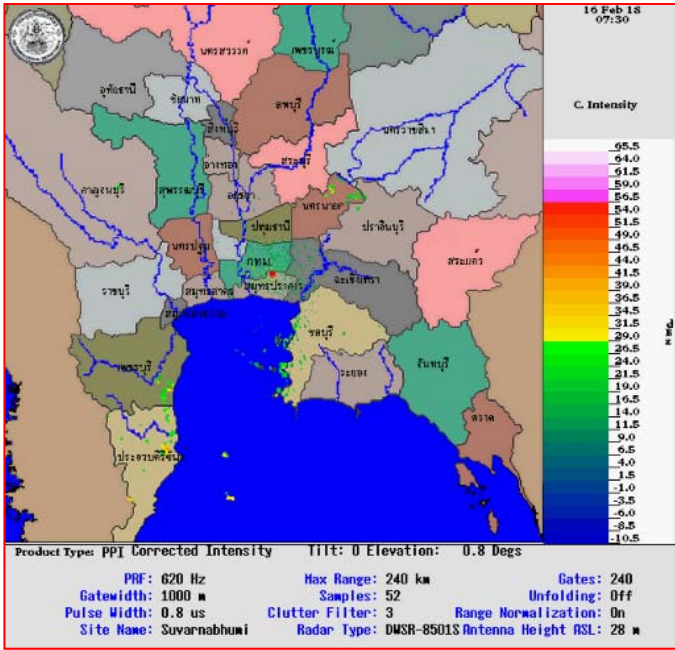 16 Feb 18
07:30
C. Intensity
นครสวรรค์
เพชรบูรณ์
อุทัยธานี
ชัยนาท
ลพบุรี
สิงห์บุรี
นครราชสีมา
อ่างทอง
สระบุรี
กาญจนบุรี
สุพรรณบุรี
อยุธยา
นครนายก
ปราจีนบุรี
ปทุมธานี
นครปฐม
กทม.
สระแก้ว
ฉะเชิงเทรา
ราชบุรี
สมุทรสาคร
สมุทรปราการ
สมุทรสงคราม
ชลบุรี
เพชรบุรี
ระยอง
จันทบุรี
ตราด
ประจวบคีรีขันธ์
65.5
64.0
61.5
59.0
56.5
54.0
51.5
49.0
46.5
44.0
41.5
39.0
36.5
34.0
31.5
29.0
26.5
24.0
21.5
19.0
16.5
14.0
11.5
9.0
6.5
4.0
1.5
-1.0
-3.5
-6.0
-8.5
-10.5
Product Type: PPI Corrected Intensity Tilt: 0 Elevation: 0.8 Degs
PRF: 620 Hz Max Range: 240 km Gates: 240
Gatewidth: 1000 m Samples: 52 Unfolding: Off
Pulse Width: 0.8 us Clutter Filter: 3 Range Normalization: On
Site Name: Suvarnabhumi Radar Type: DWSR-8501S Antenna Height ASL: 28 m